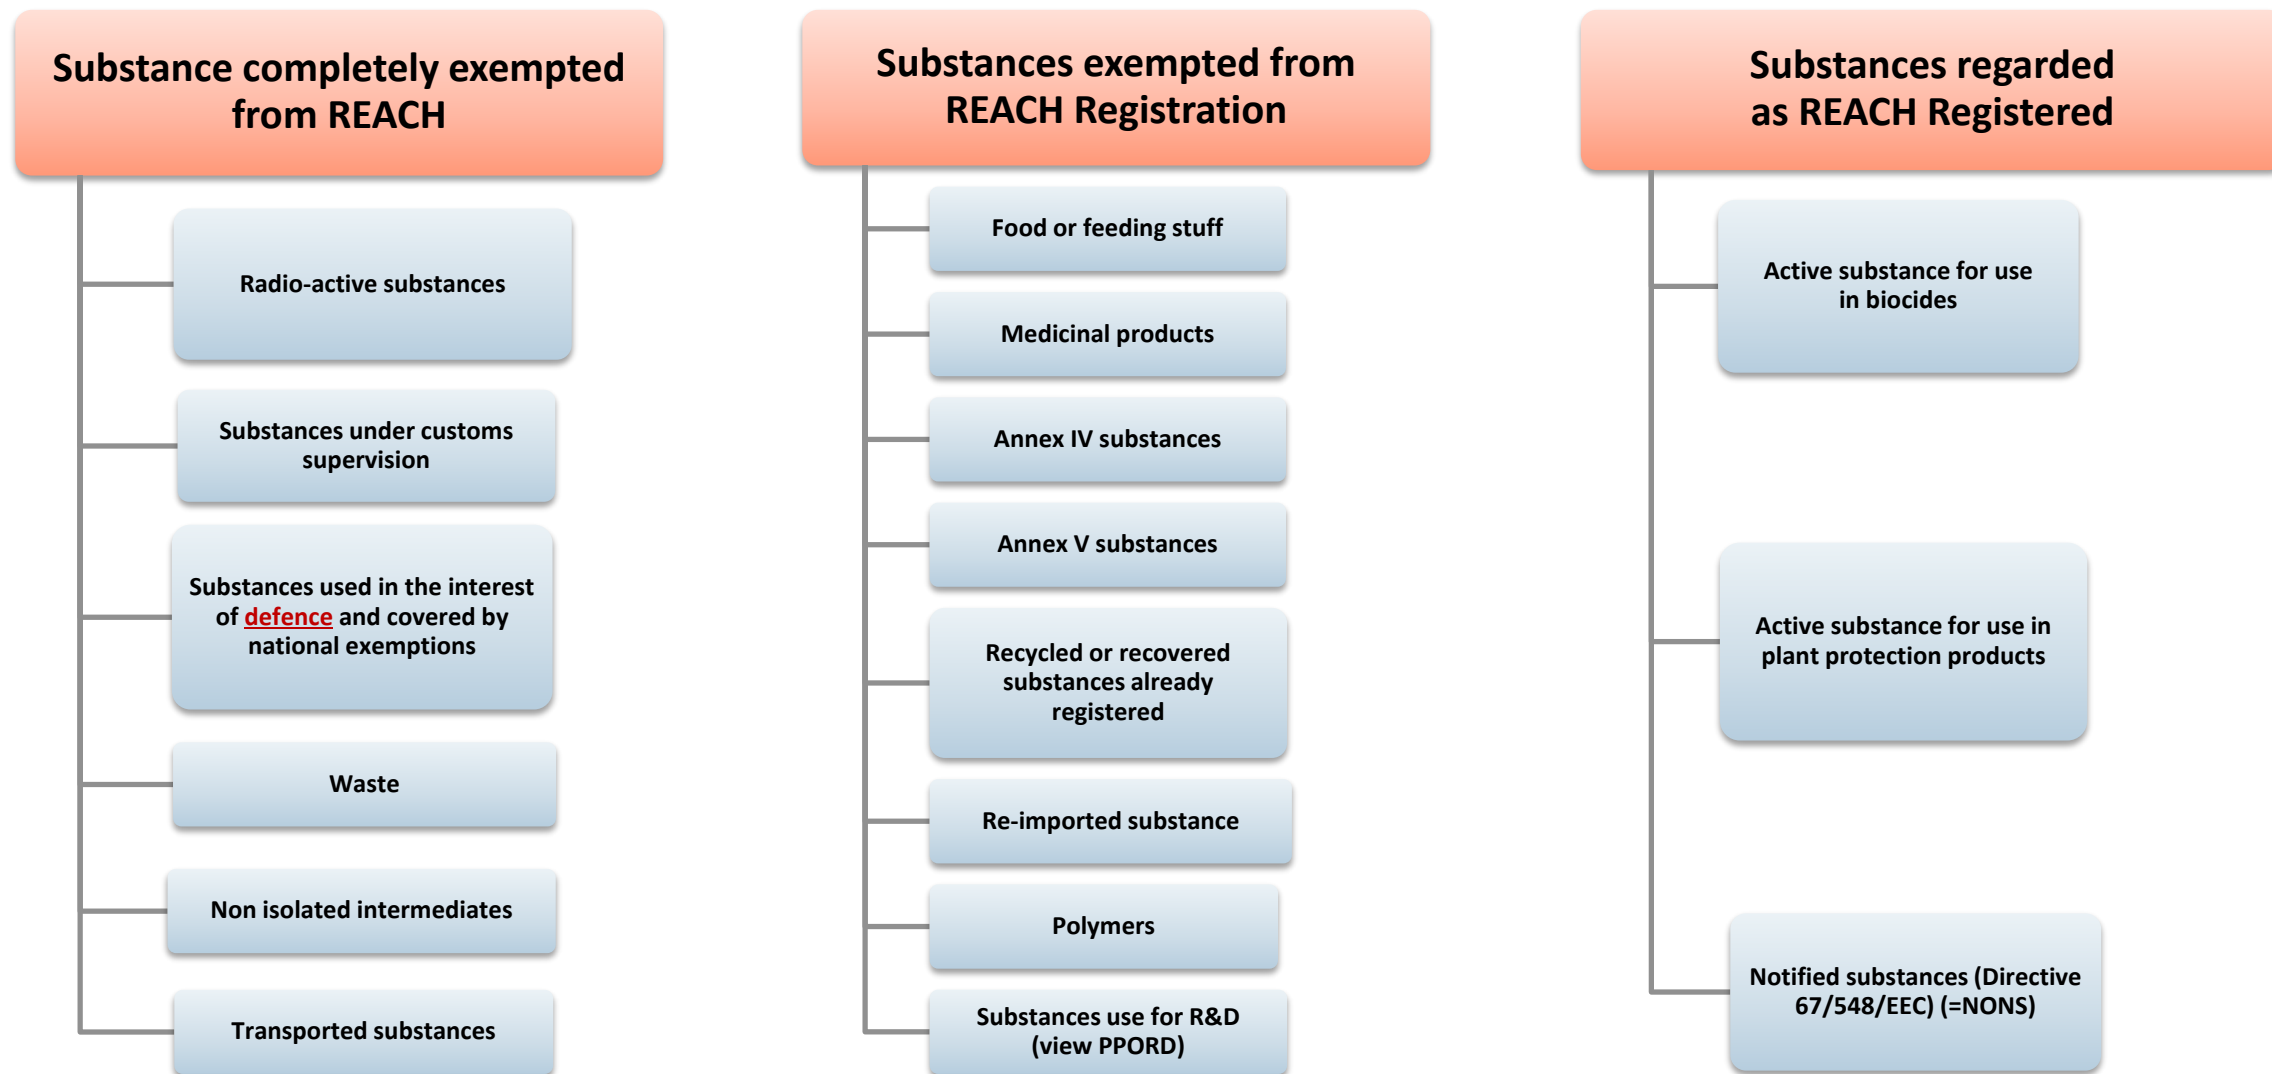 Substance completely exempted
from REACH
Radio-active substances
Substances under customs
supervision
Substances used in the interest
of defence and covered by
national exemptions
Waste
Non isolated intermediates
Transported substances
Substances exempted from
REACH Registration
Food or feeding stuff
Medicinal products
Annex IV substances
Annex V substances
Recycled or recovered
substances already
registered
Re-imported substance
Polymers
Substances use for R&D
(view PPORD)
Substances regarded
as REACH Registered
Active substance for use
in biocides
Active substance for use in
plant protection products
Notified substances (Directive
67/548/EEC) (=NONS)